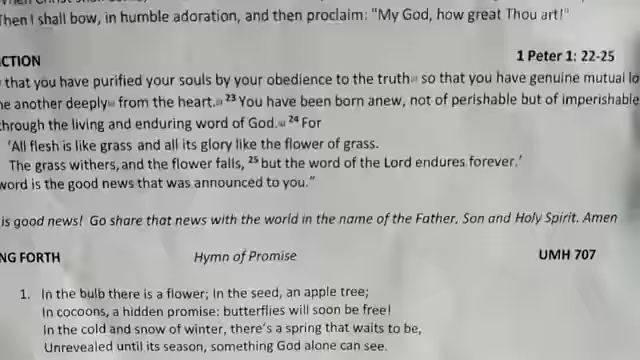 Then I shall bow, in humble adoration, and then proclaim: "My God, how great Thou art!"
CTION 1 Peter 1: 22-25
that you have purified your souls by your obedience to the truth so that you have genuine mutual lo
ne another deeply from the heart. 23 You have been born anew, not of perishable but of imperishable
through the living and enduring word of God. 24 For
'All flesh is like grass and all its glory like the flower of grass.
The grass withers, and the flower falls, 25 but the word of the Lord endures forever.'
word is the good news that was announced to you."
is good news! Go share that news with the world in the name of the Father, Son and Holy Spirit. Amen
NG FORTH Hymn of Promise UMH 707
1. In the bulb there is a flower; in the seed, an apple tree;
In cocoons, a hidden promise: butterflies will soon be free!
In the cold and snow of winter, there's a spring that waits to be,
Unrevealed until its season, something God alone can see.